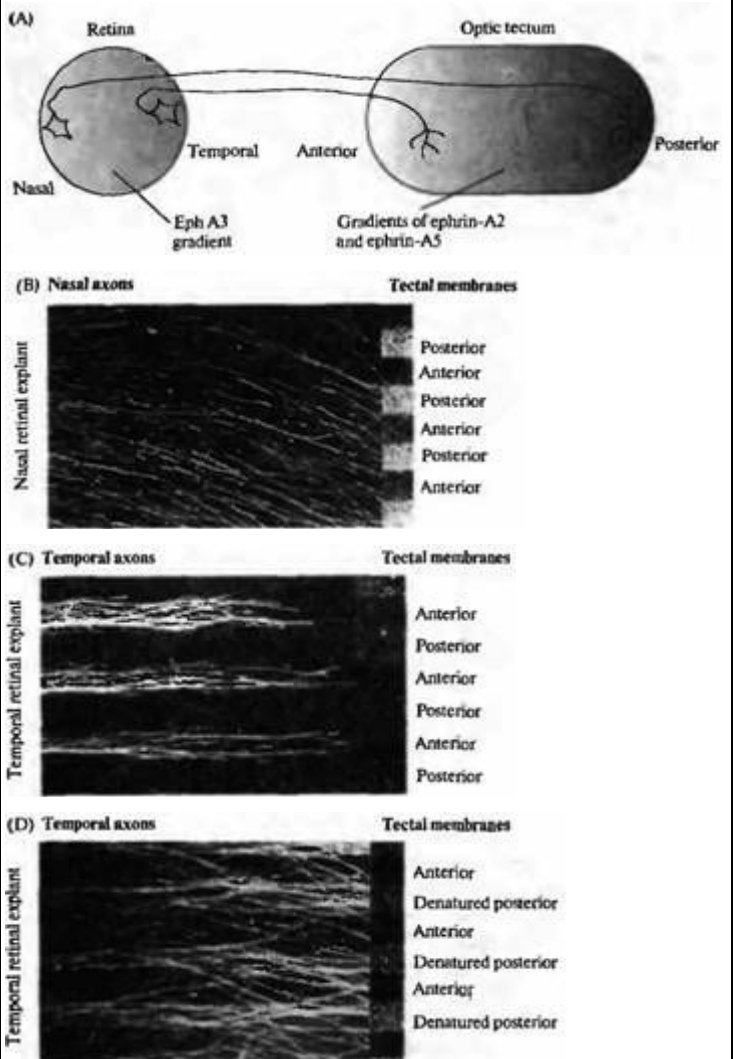 (A)
Retina
Optic tectum
Temporal
Anterior
Posterior
Nasal
Eph A3
gradient
Gradients of ephrin-A2
and ephrin-A5
(B) Nasal axons
Tectal membranes
Nasal retinal explant
Posterior
Anterior
Posterior
Anterior
Posterior
Anterior
(C) Temporal axons
Tectal membranes
Temporal retinal explant
Anterior
Posterior
Anterior
Posterior
Anterior
Posterior
(D) Temporal axons
Tectal membranes
Temporal retinal explant
Anterior
Denatured posterior
Anterior
Denatured posterior
Anterior
Denatured posterior